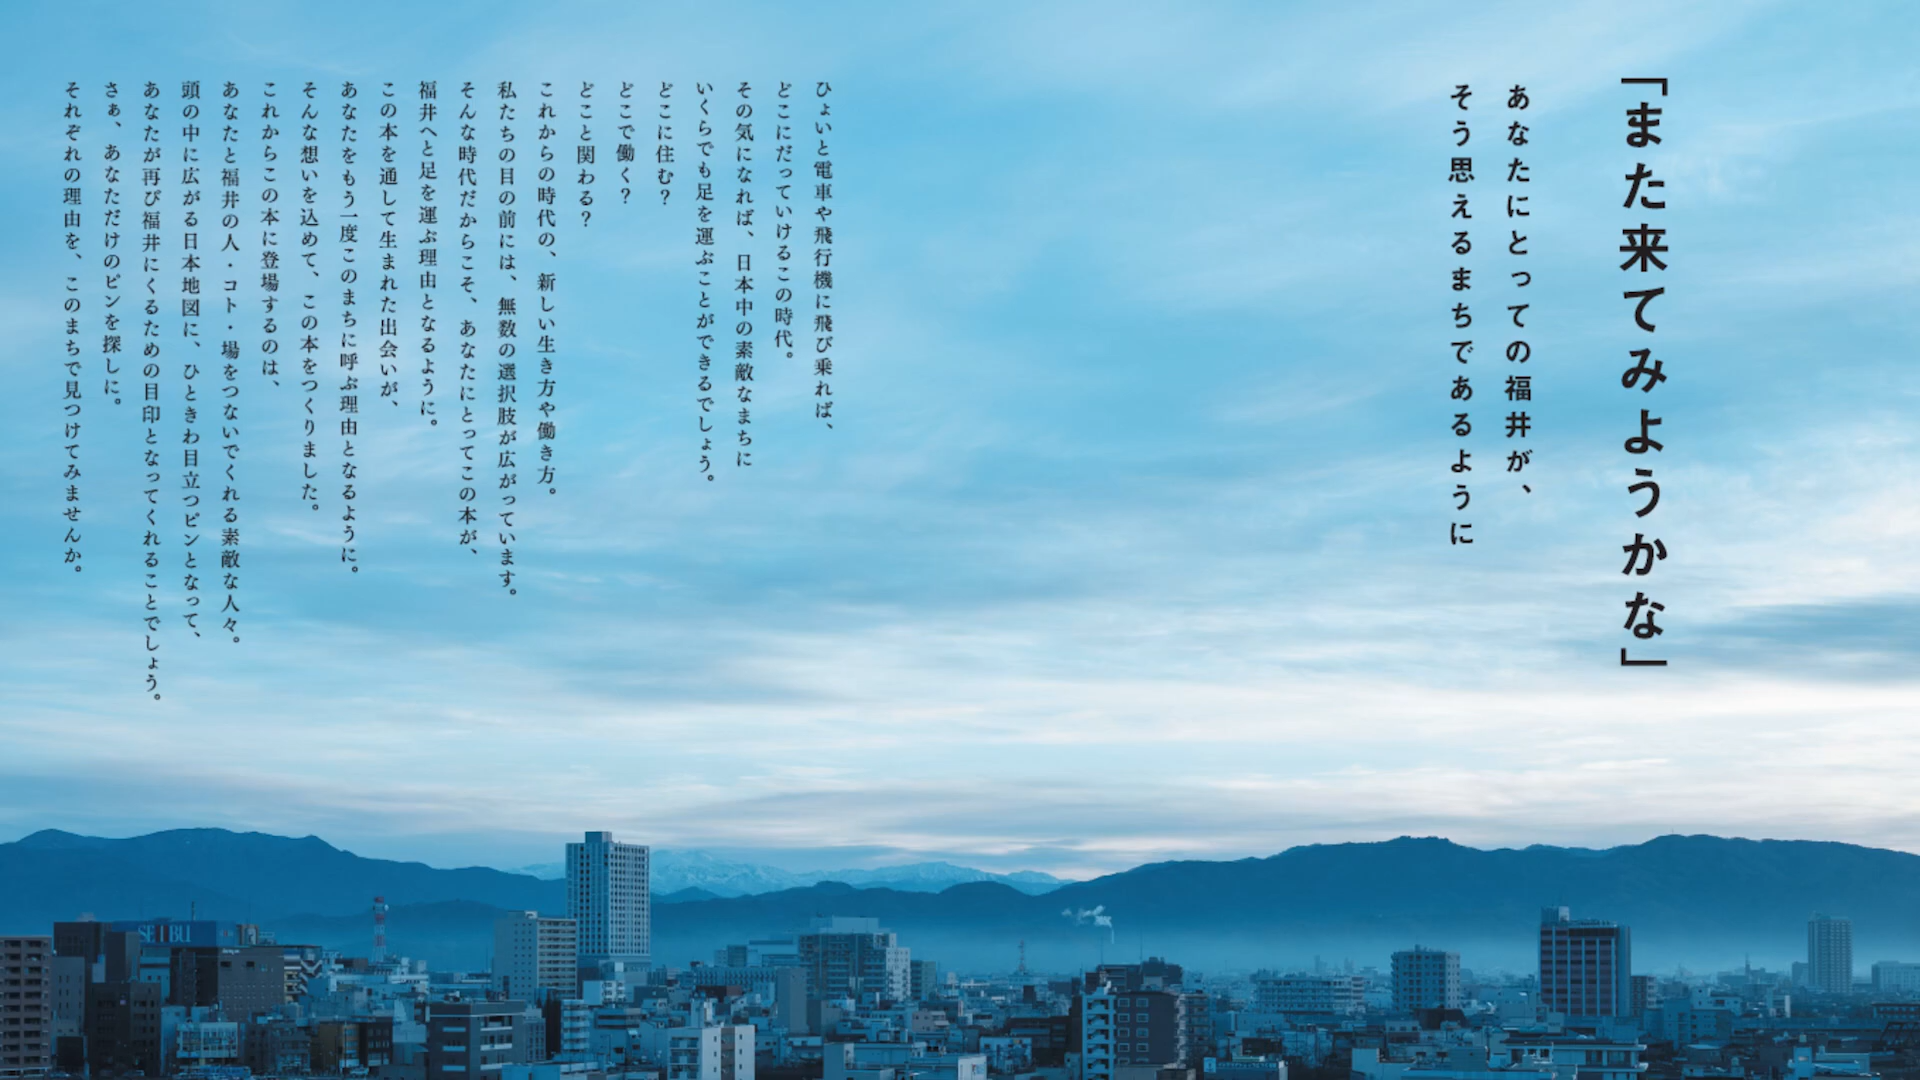 「また来てみようかな」
あなたにとっての福井が、
そう思えるまちであるように
ひょいと電車や飛行機に飛び乗れば、
どこにだっていけるこの時代。
その気になれば、日本中の素敵なまちに
いくらでも足を運ぶことができるでしょう。
どこに住む?
どこで働く?
どこと関わる?
これからの時代の、新しい生き方や働き方。
私たちの目の前には、無数の選択肢が広がっています。
そんな時代だからこそ、あなたにとってこの本が、
福井へと足を運ぶ理由となるように。
この本を通して生まれた出会いが、
あなたをもう一度このまちに呼ぶ理由となるように。
そんな想いを込めて、この本をつくりました。
これからこの本に登場するのは、
あなたと福井の人・コト・場をつないでくれる素敵な人々。
頭の中に広がる日本地図に、ひときわ目立つピンとなって、
あなたが再び福井にくるための目印となってくれることでしょう。
さぁ、あなただけのピンを探しに。
それぞれの理由を、このまちで見つけてみませんか。
SEIBU